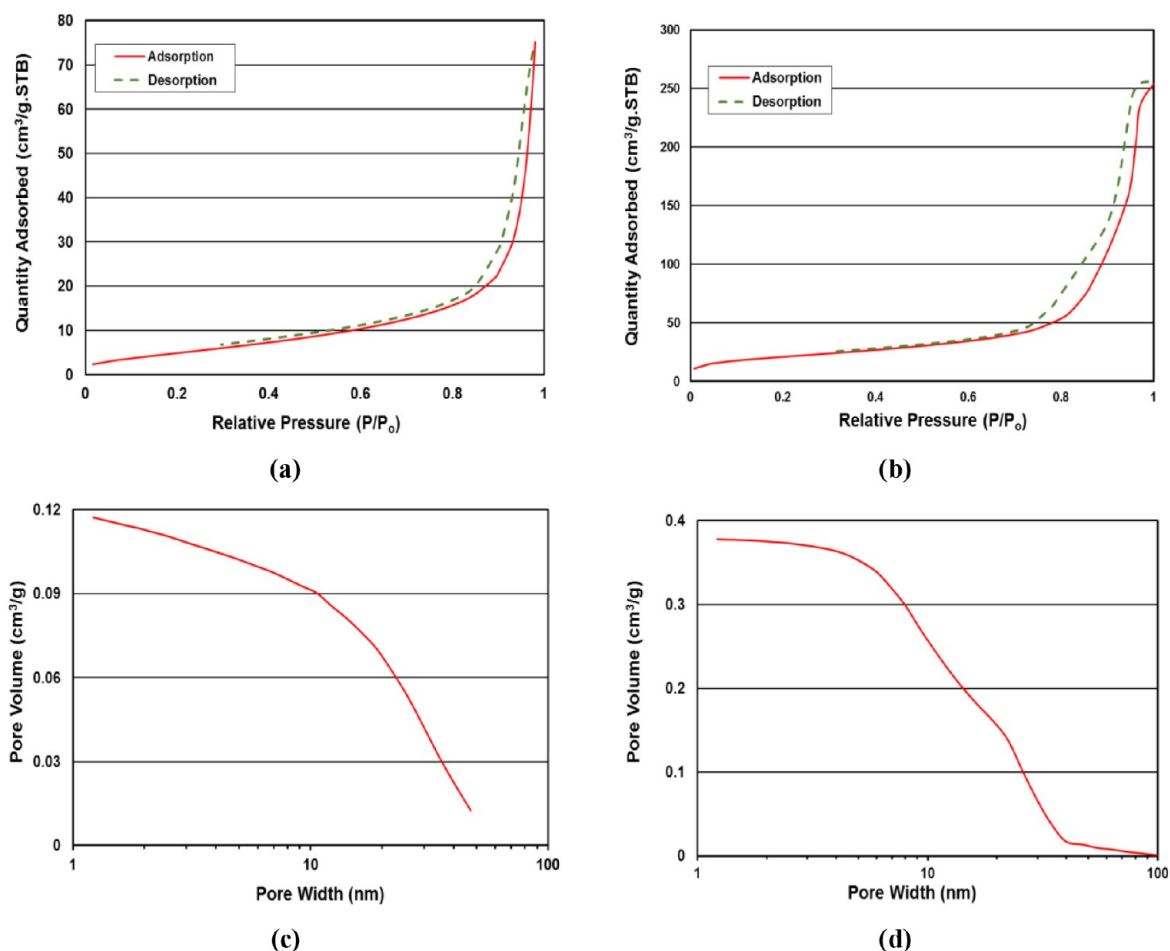 80
70
60
50
40
30
20
10
0
Quantity Adsorbed (cm³/g.STB)
Adsorption
Desorption
0 0.2 0.4 0.6 0.8 1
Relative Pressure (P/Pₒ)
(a)
300
250
200
150
100
50
0
Quantity Adsorbed (cm³/g.STB)
Adsorption
Desorption
0 0.2 0.4 0.6 0.8 1
Relative Pressure (P/Pₒ)
(b)
0.12
0.09
0.06
0.03
0
Pore Volume (cm³/g)
1 10 100
Pore Width (nm)
(c)
0.4
0.3
0.2
0.1
0
Pore Volume (cm³/g)
1 10 100
Pore Width (nm)
(d)